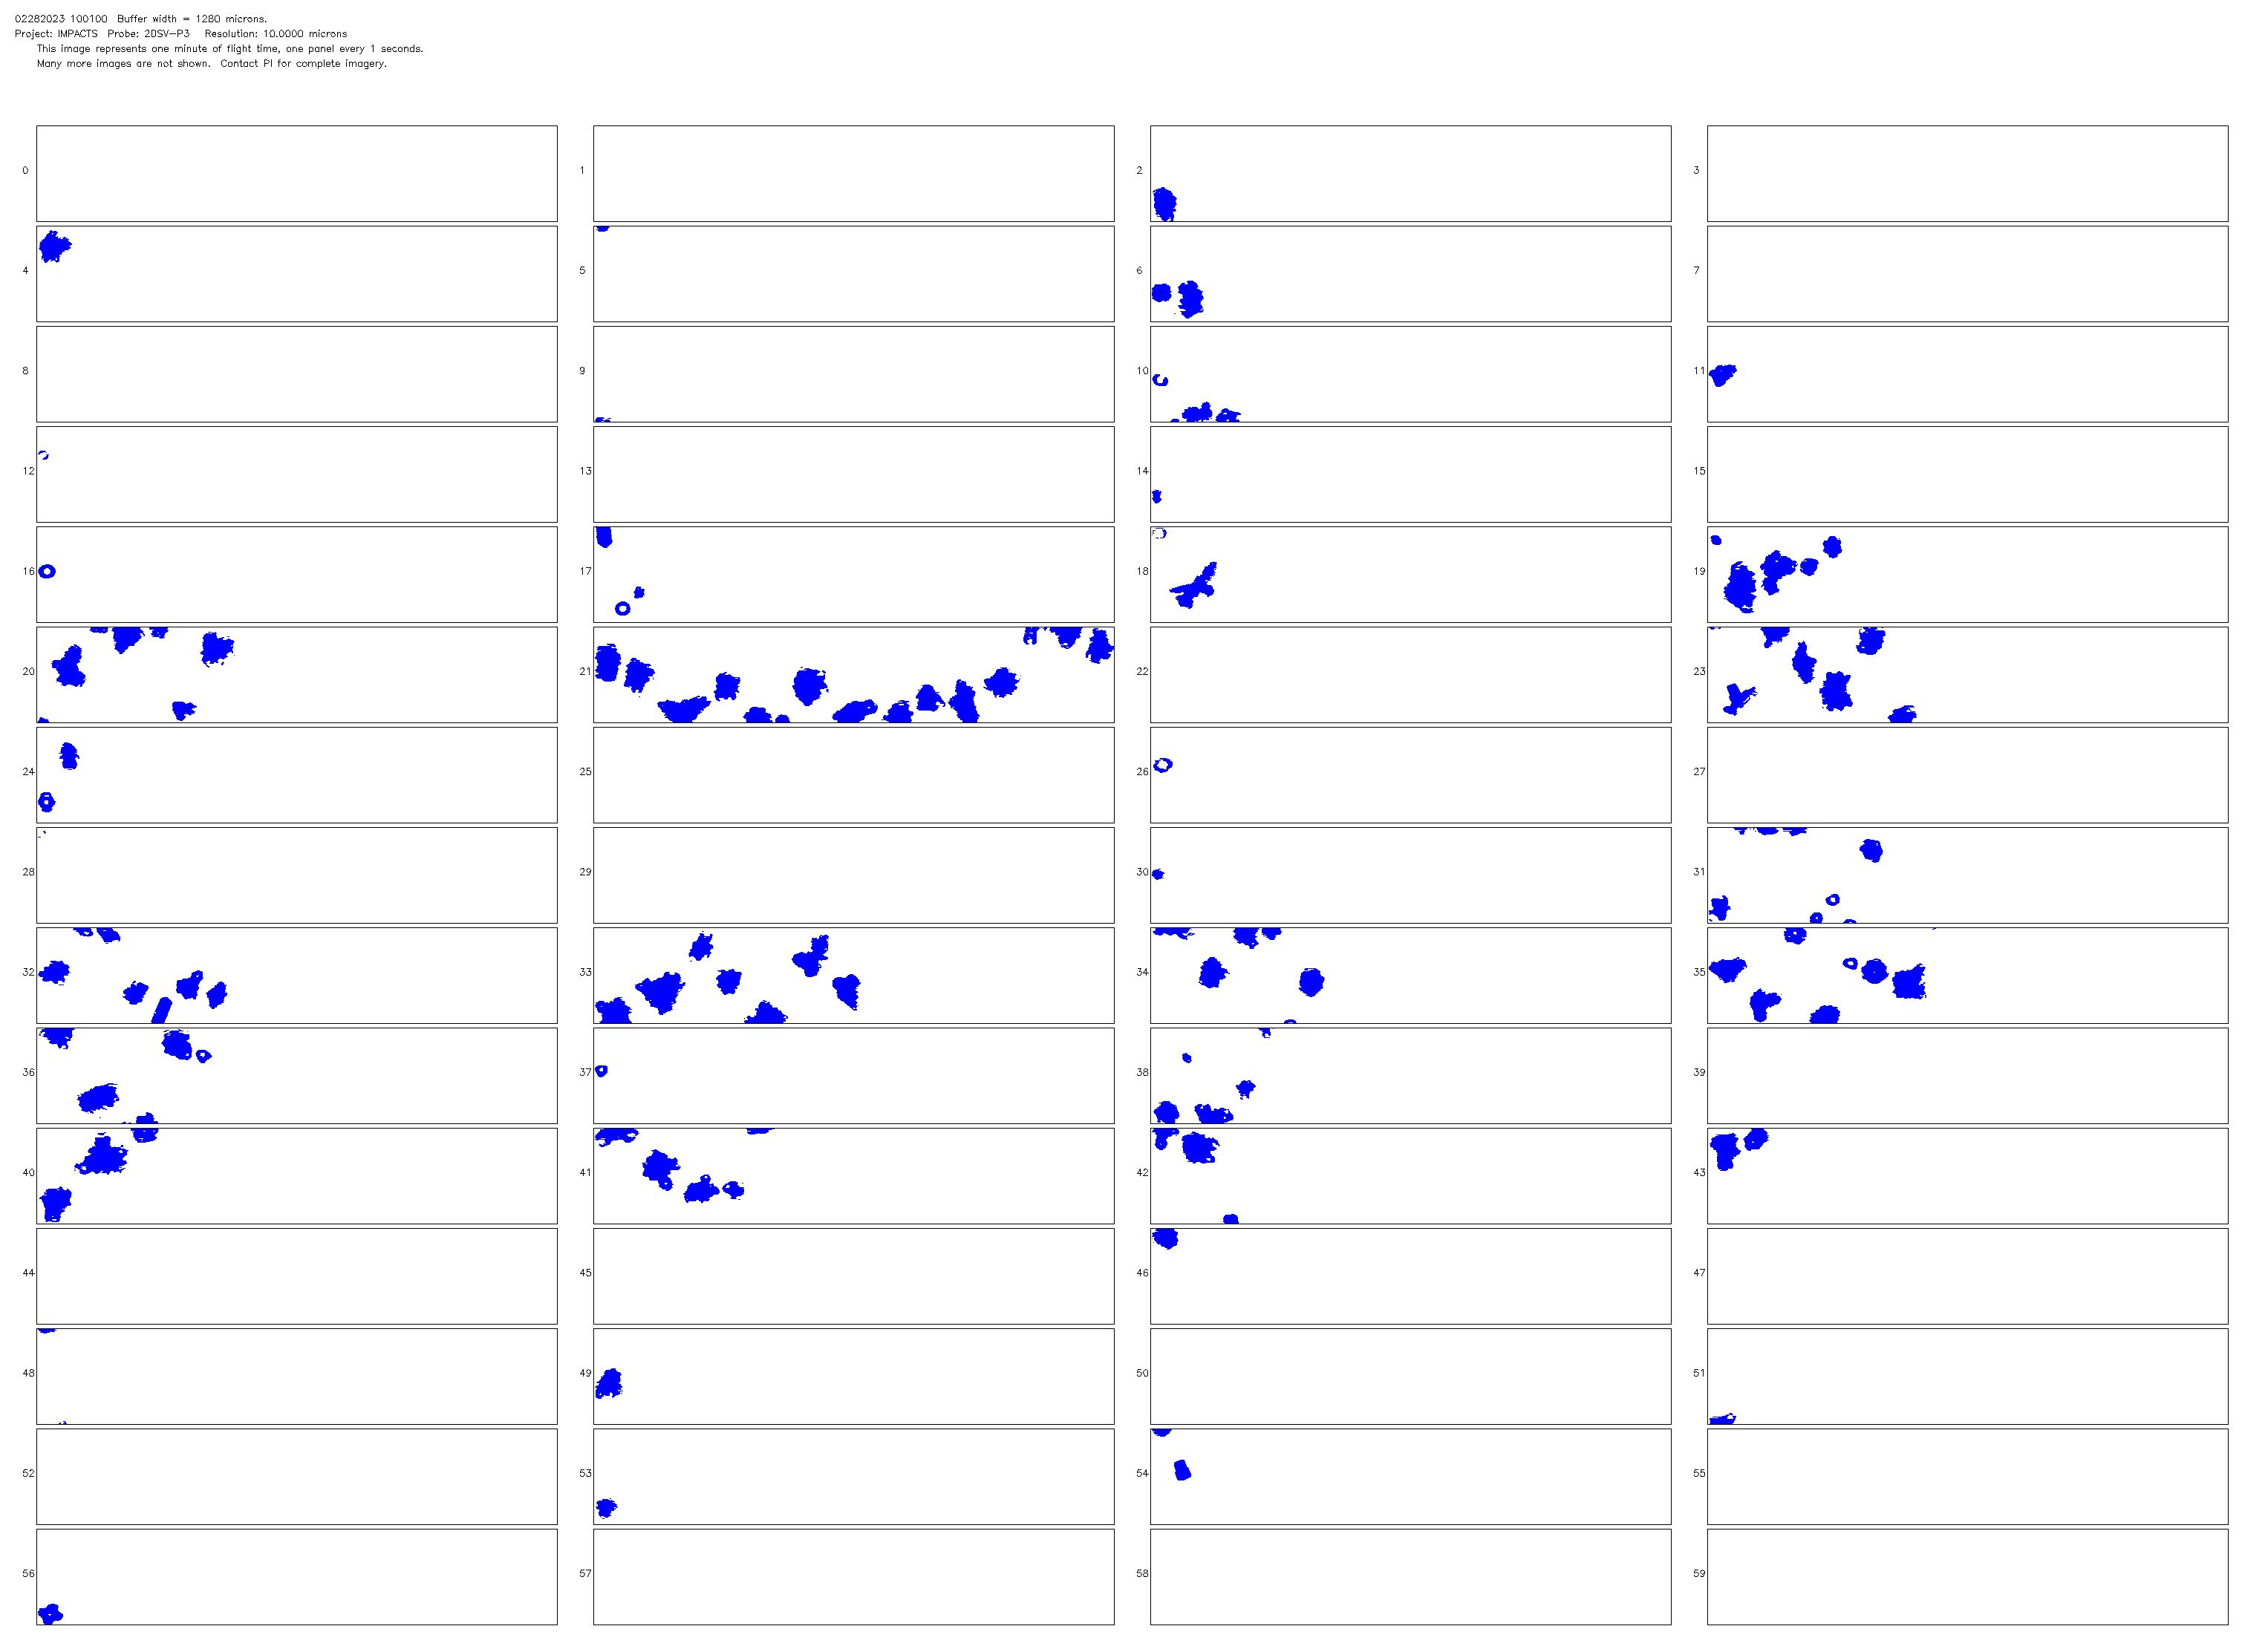 02282023 100100  Buffer width = 1280 microns.
Project: IMPACTS  Probe: 2DSV-P3   Resolution: 10.0000 microns
This image represents one minute of flight time, one panel every 1 seconds.
Many more images are not shown.  Contact PI for complete imagery.
0 1 2 3
4 5 6 7
8 9 10 11
12 13 14 15
16 17 18 19
20 21 22 23
24 25 26 27
28 29 30 31
32 33 34 35
36 37 38 39
40 41 42 43
44 45 46 47
48 49 50 51
52 53 54 55
56 57 58 59